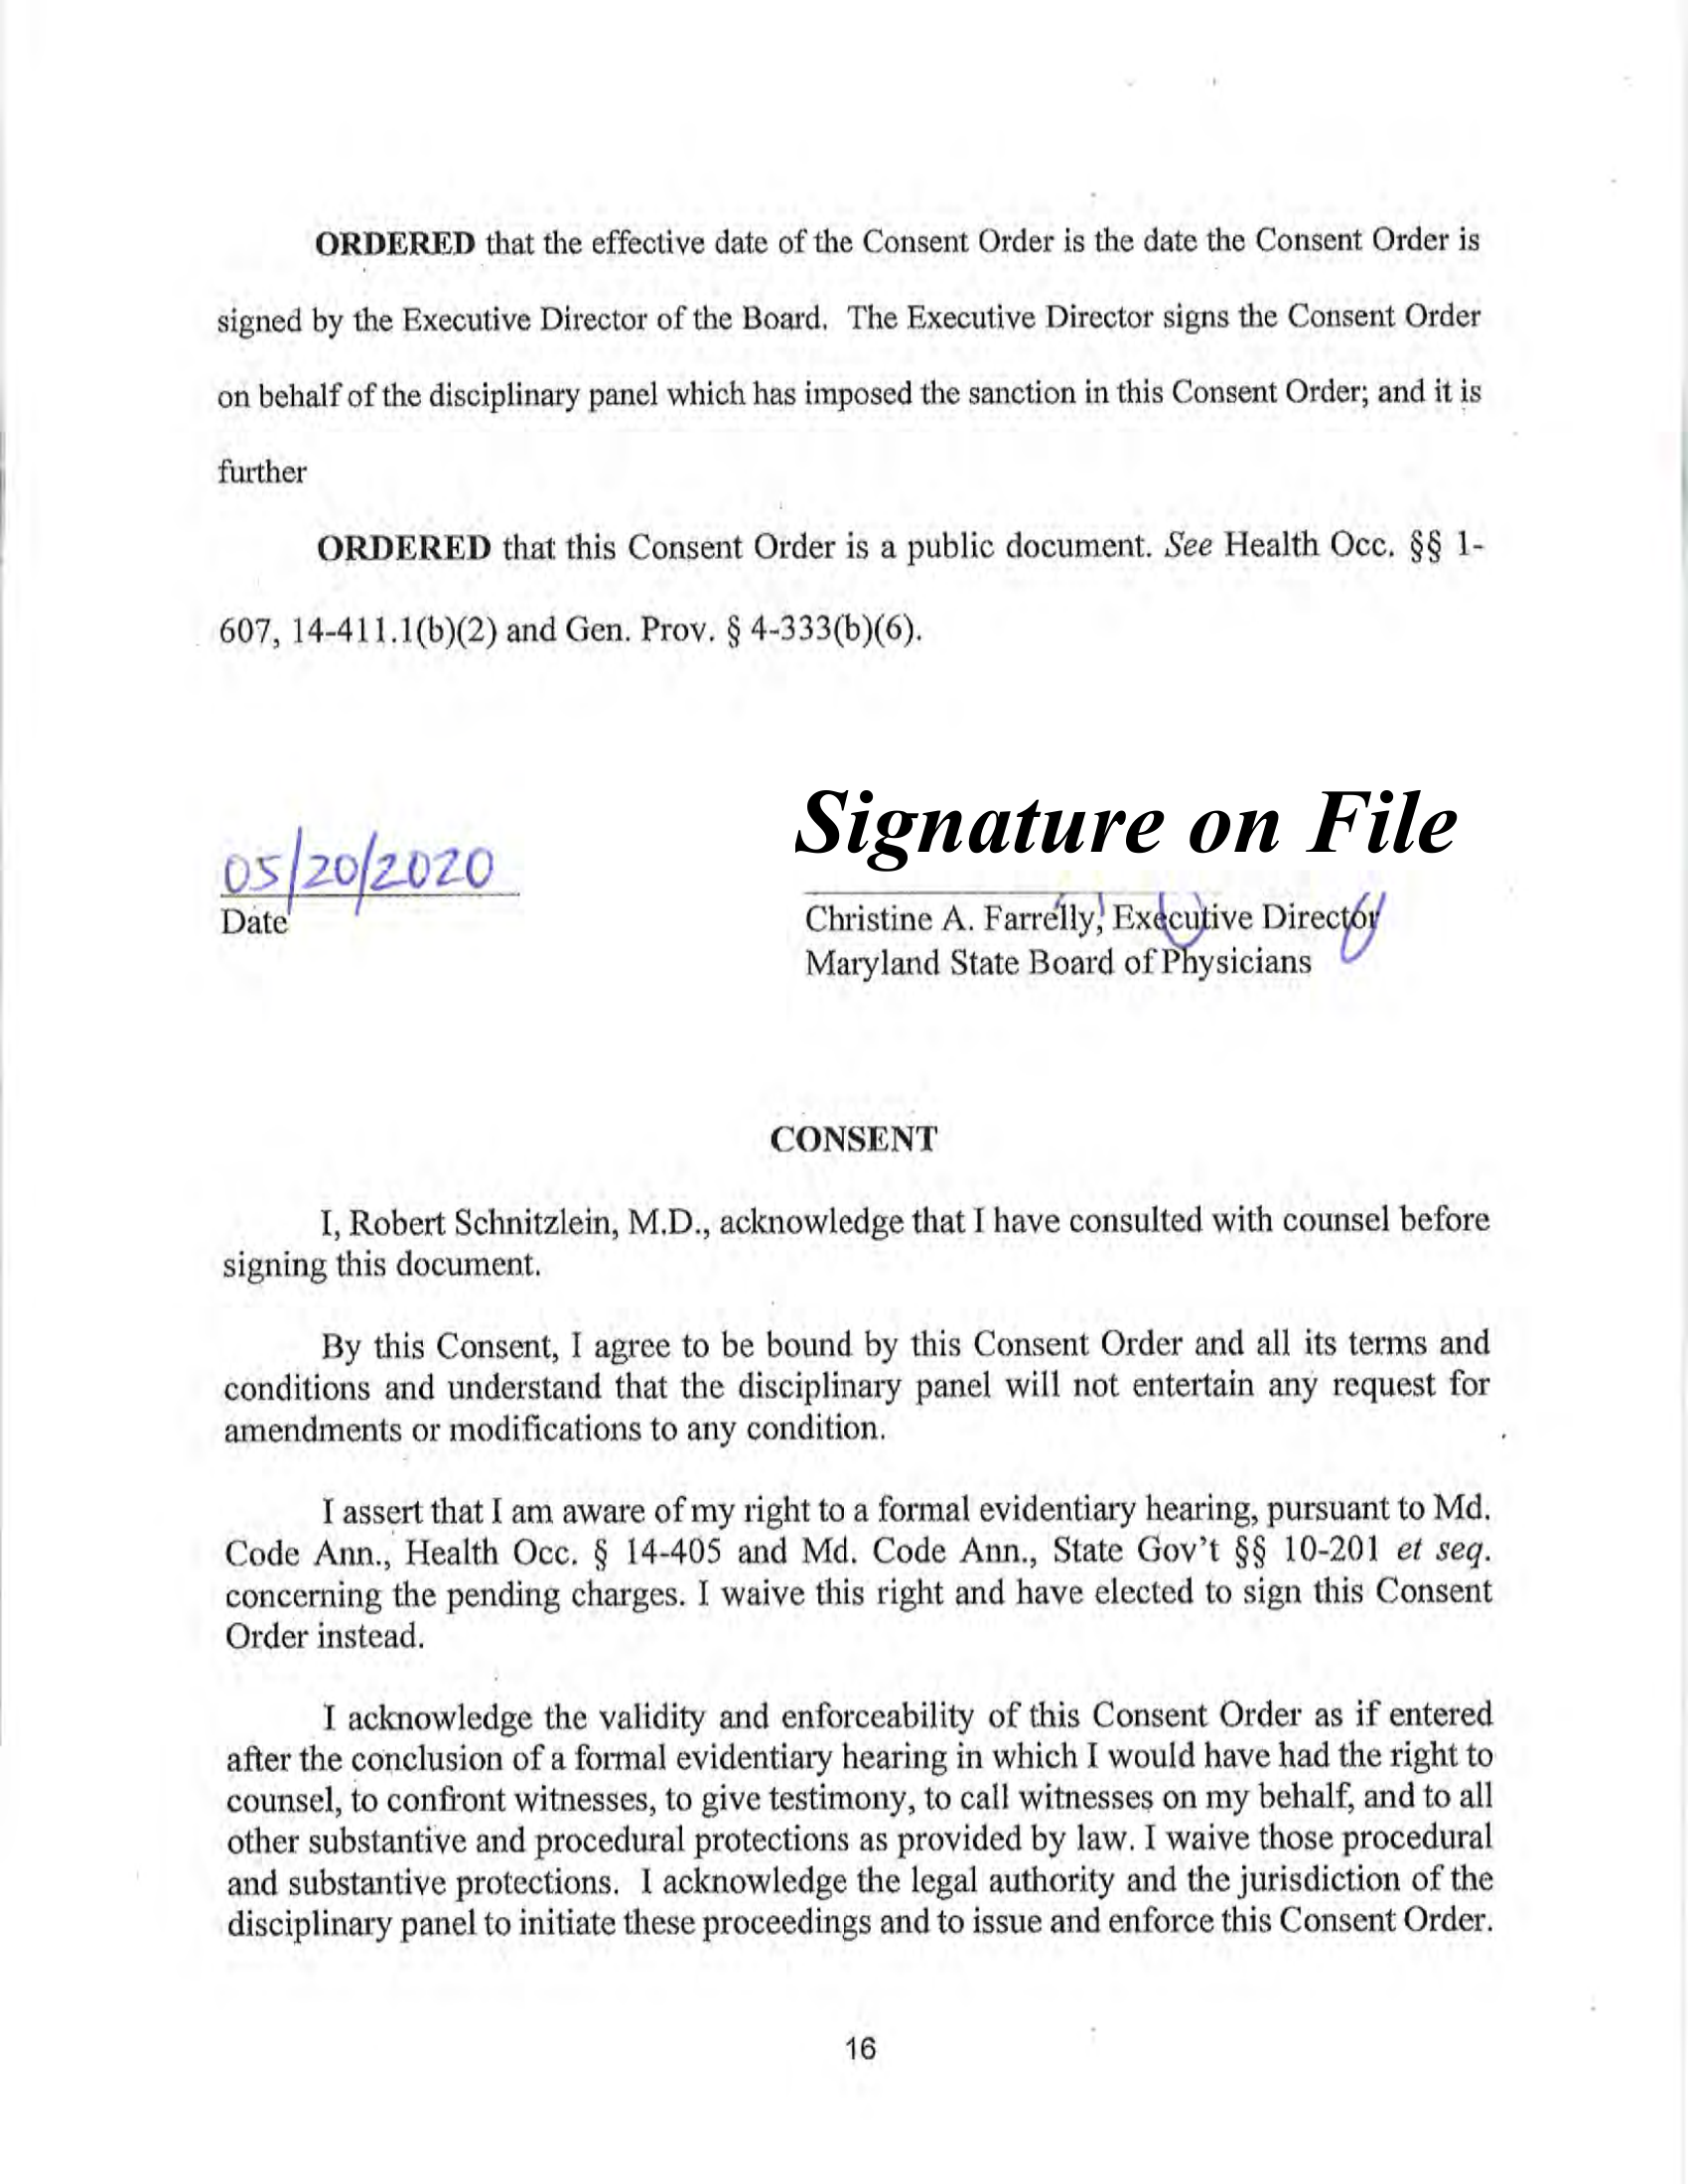 ORDERED that the effective date of the Consent Order is the date the Consent Order is
signed by the Executive Director of the Board. The Executive Director signs the Consent Order
on behalf of the disciplinary panel which has imposed the sanction in this Consent Order; and it is
further
ORDERED that this Consent Order is a public document. See Health Occ. §§ 1-
607, 14-411.1(b)(2) and Gen. Prov. § 4-333(b)(6).
Signature on File
05/20/2020
Date
Christine A. Farrelly, Executive Director
Maryland State Board of Physicians
CONSENT
I, Robert Schnitzlein, M.D., acknowledge that I have consulted with counsel before
signing this document.
By this Consent, I agree to be bound by this Consent Order and all its terms and
conditions and understand that the disciplinary panel will not entertain any request for
amendments or modifications to any condition.
I assert that I am aware of my right to a formal evidentiary hearing, pursuant to Md.
Code Ann., Health Occ. § 14-405 and Md. Code Ann., State Gov't §§ 10-201 et seq.
concerning the pending charges. I waive this right and have elected to sign this Consent
Order instead.
I acknowledge the validity and enforceability of this Consent Order as if entered
after the conclusion of a formal evidentiary hearing in which I would have had the right to
counsel, to confront witnesses, to give testimony, to call witnesses on my behalf, and to all
other substantive and procedural protections as provided by law. I waive those procedural
and substantive protections. I acknowledge the legal authority and the jurisdiction of the
disciplinary panel to initiate these proceedings and to issue and enforce this Consent Order.
16